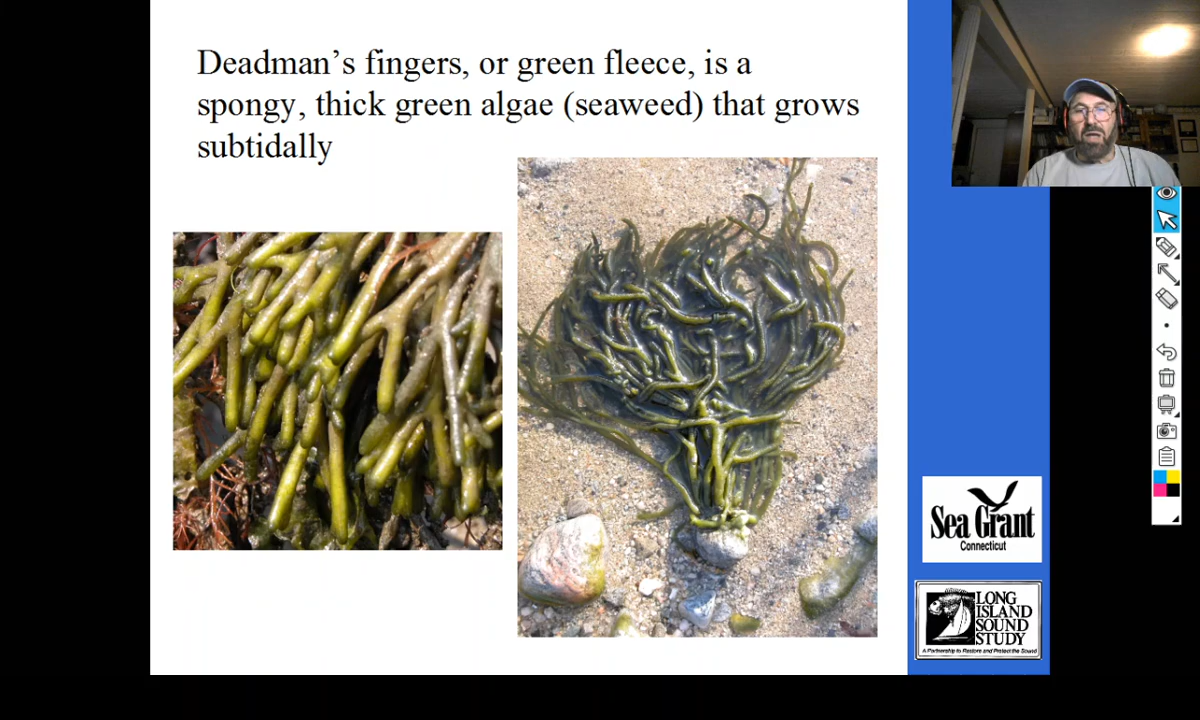 Deadman’s fingers, or green fleece, is a
spongy, thick green algae (seaweed) that grows
subtidally
Sea Grant
Connecticut
LONG
ISLAND
SOUND
STUDY
A Partnership to Restore and Protect the Sound